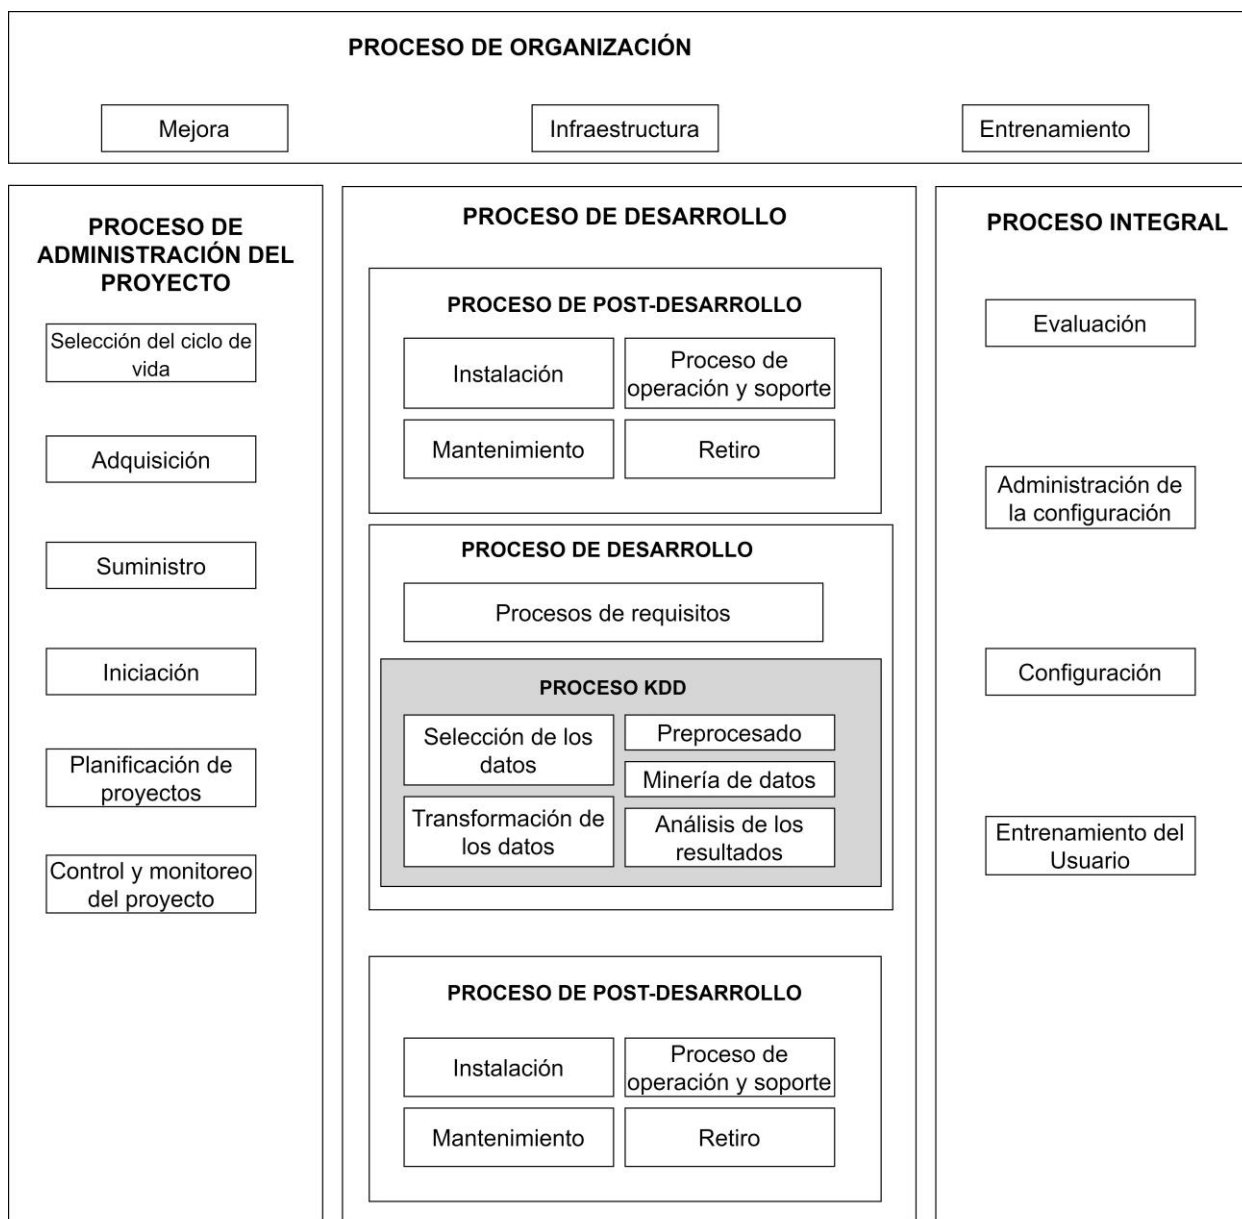 PROCESO DE ORGANIZACIÓN
Mejora
Infraestructura
Entrenamiento
PROCESO DE
ADMINISTRACIÓN DEL
PROYECTO
Selección del ciclo de
vida
Adquisición
Suministro
Iniciación
Planificación de
proyectos
Control y monitoreo
del proyecto
PROCESO DE DESARROLLO
PROCESO DE POST-DESARROLLO
Instalación
Proceso de
operación y soporte
Mantenimiento
Retiro
PROCESO DE DESARROLLO
Procesos de requisitos
PROCESO KDD
Selección de los
datos
Preprocesado
Minería de datos
Transformación de
los datos
Análisis de los
resultados
PROCESO DE POST-DESARROLLO
Instalación
Proceso de
operación y soporte
Mantenimiento
Retiro
PROCESO INTEGRAL
Evaluación
Administración de
la configuración
Configuración
Entrenamiento del
Usuario